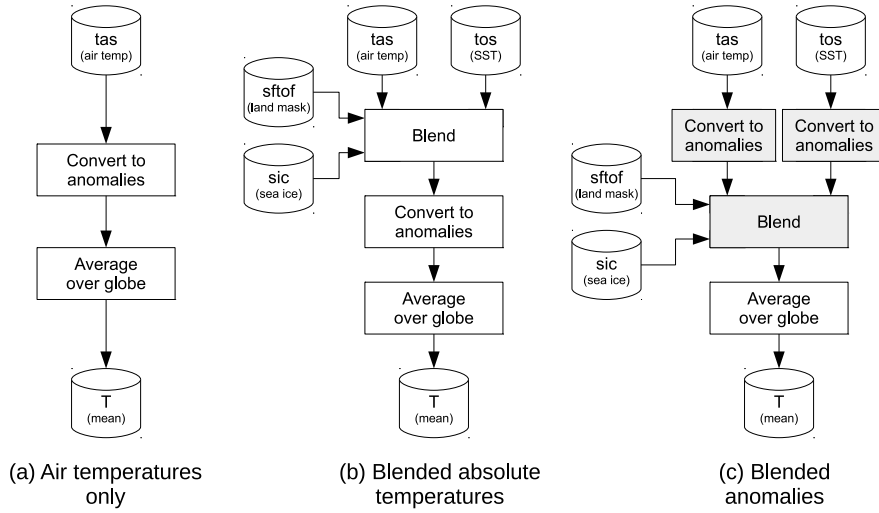 tas
(air temp)
Convert to
anomalies
Average
over globe
T
(mean)
(a) Air temperatures
only
tas
(air temp)
tos
(SST)
sftof
(land mask)
Blend
sic
(sea ice)
Convert to
anomalies
Average
over globe
T
(mean)
(b) Blended absolute
temperatures
tas
(air temp)
tos
(SST)
Convert to
anomalies
Convert to
anomalies
sftof
(land mask)
Blend
sic
(sea ice)
Average
over globe
T
(mean)
(c) Blended
anomalies